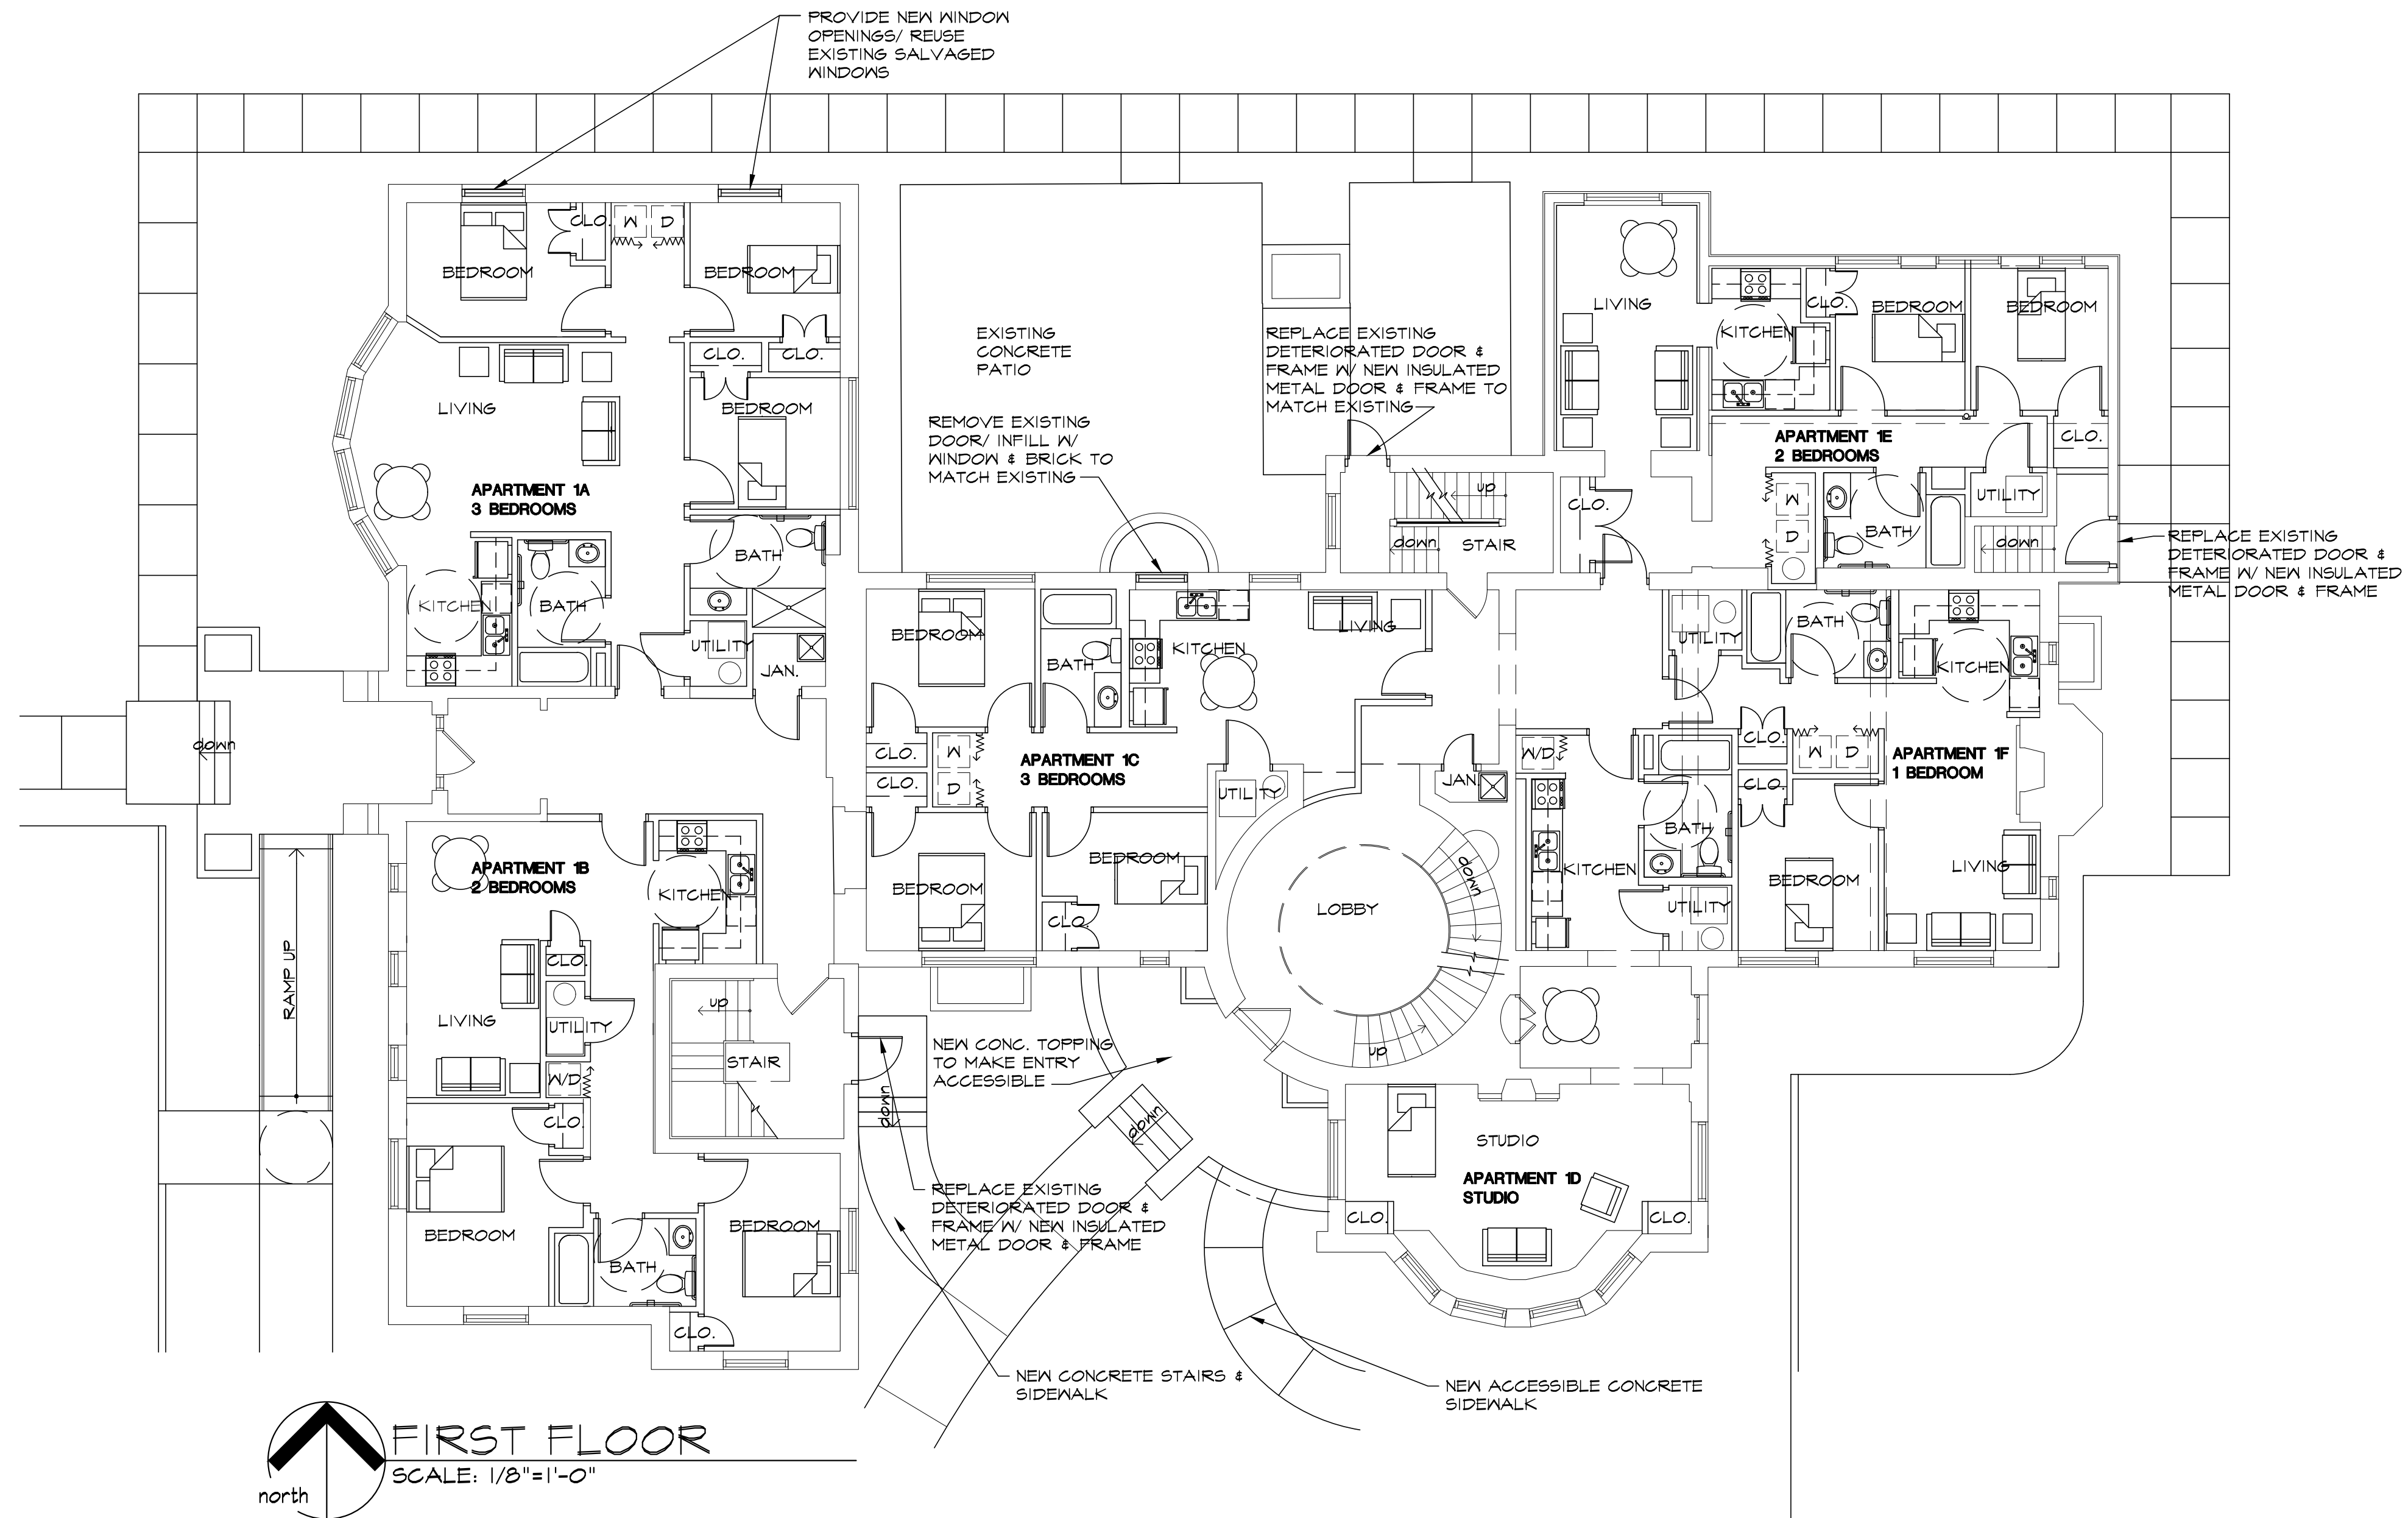 PROVIDE NEW WINDOW
OPENINGS/ REUSE
EXISTING SALVAGED
WINDOWS
CLO.
W
D
BEDROOM
BEDROOM
CLO.
CLO.
LIVING
BEDROOM
APARTMENT 1A
3 BEDROOMS
BATH
KITCHEN
BATH
UTILITY
JAN.
EXISTING
CONCRETE
PATIO
REMOVE EXISTING
DOOR/ INFILL W/
WINDOW & BRICK TO
MATCH EXISTING
REPLACE EXISTING
DETERIORATED DOOR &
FRAME W/ NEW INSULATED
METAL DOOR & FRAME TO
MATCH EXISTING
up
down
STAIR
LIVING
KITCHEN
CLO.
BEDROOM
BEDROOM
APARTMENT 1E
2 BEDROOMS
CLO.
CLO.
W
D
BATH
UTILITY
down
REPLACE EXISTING
DETERIORATED DOOR &
FRAME W/ NEW INSULATED
METAL DOOR & FRAME
BEDROOM
BATH
KITCHEN
LIVING
CLO.
CLO.
W
D
APARTMENT 1C
3 BEDROOMS
UTILITY
BEDROOM
BEDROOM
CLO.
JAN.
LOBBY
down
up
UTILITY
BATH
KITCHEN
CLO.
W
D
APARTMENT 1F
1 BEDROOM
CLO.
BEDROOM
LIVING
W/D
BATH
KITCHEN
UTILITY
down
RAMP UP
APARTMENT 1B
2 BEDROOMS
KITCHEN
CLO.
LIVING
UTILITY
W/D
CLO.
up
STAIR
BEDROOM
BATH
BEDROOM
CLO.
down
NEW CONC. TOPPING
TO MAKE ENTRY
ACCESSIBLE
down
REPLACE EXISTING
DETERIORATED DOOR &
FRAME W/ NEW INSULATED
METAL DOOR & FRAME
STUDIO
APARTMENT 1D
STUDIO
CLO.
CLO.
NEW CONCRETE STAIRS &
SIDEWALK
NEW ACCESSIBLE CONCRETE
SIDEWALK
FIRST FLOOR
SCALE: 1/8"=1'-0"
north